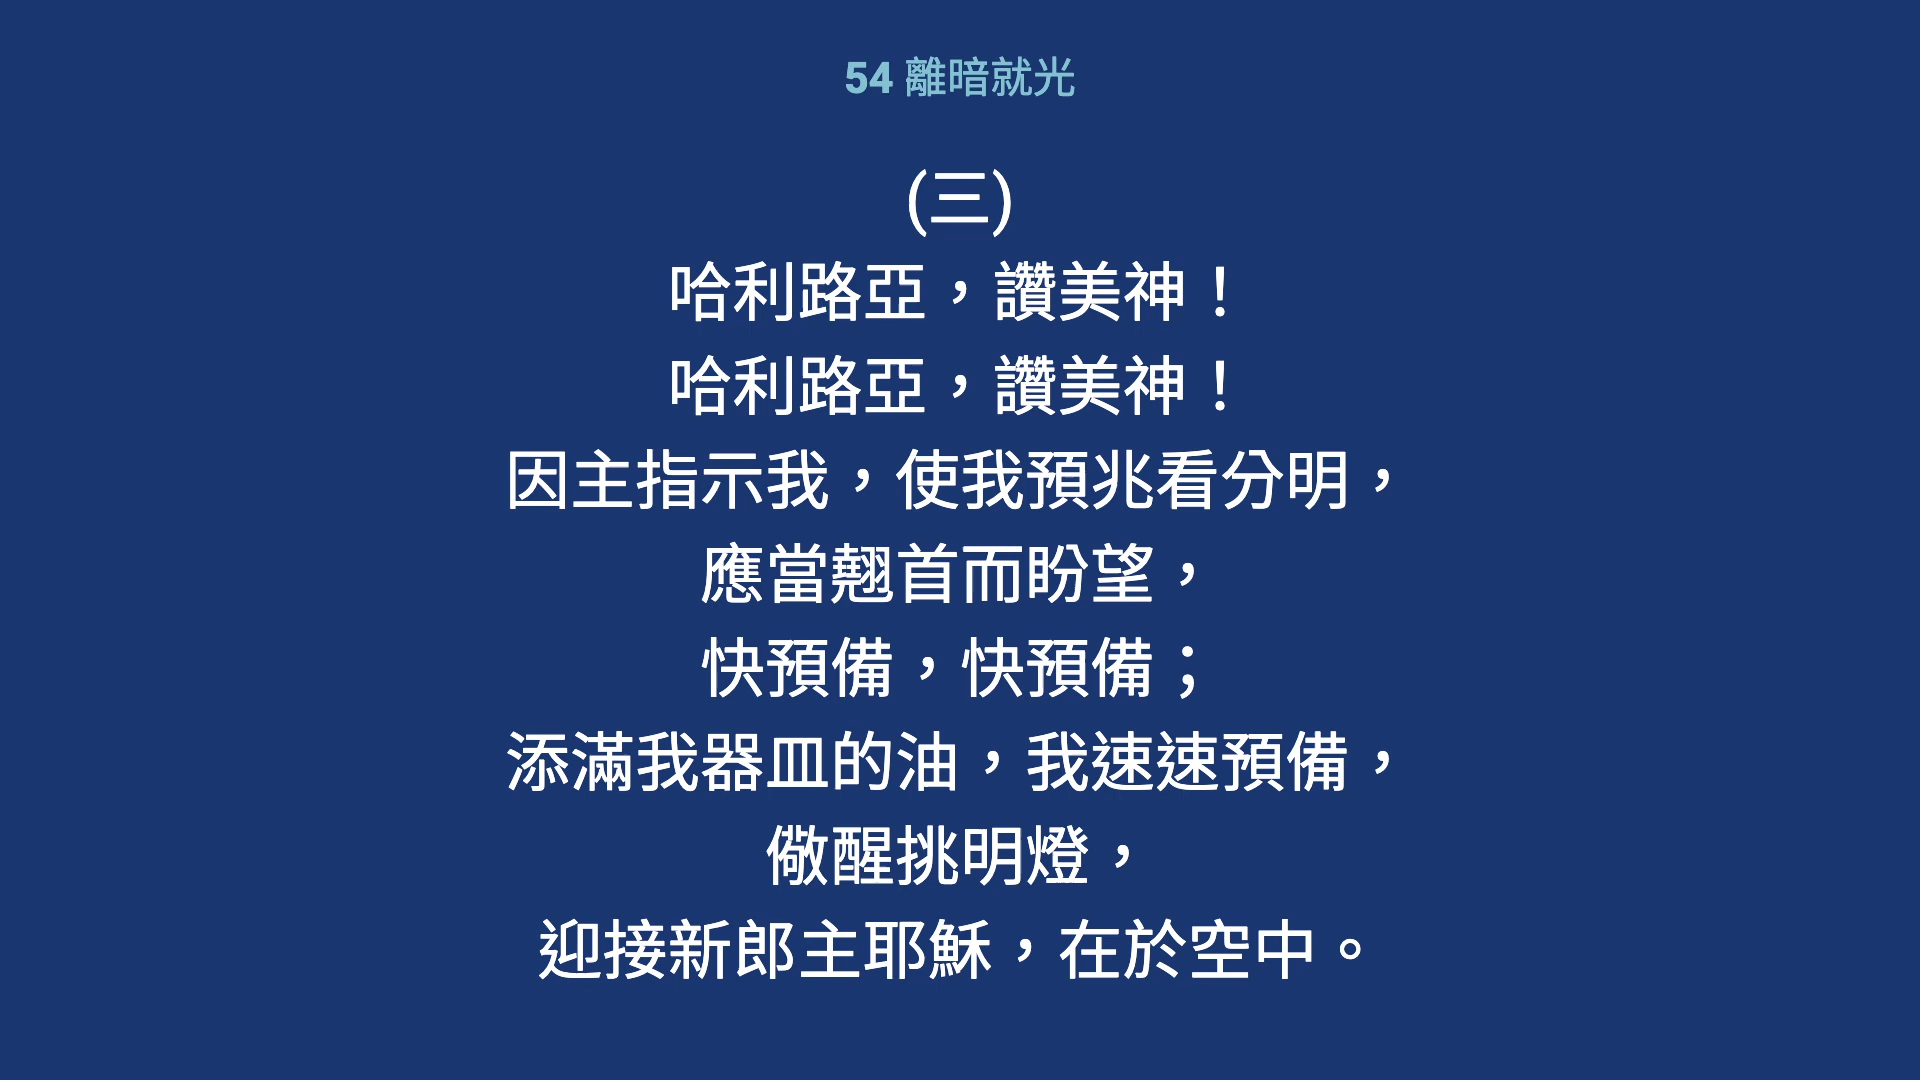 54 離暗就光
(三)
哈利路亞，讚美神！
哈利路亞，讚美神！
因主指示我，使我預兆看分明，
應當翹首而盼望，
快預備，快預備；
添滿我器皿的油，我速速預備，
儆醒挑明燈，
迎接新郎主耶穌，在於空中。